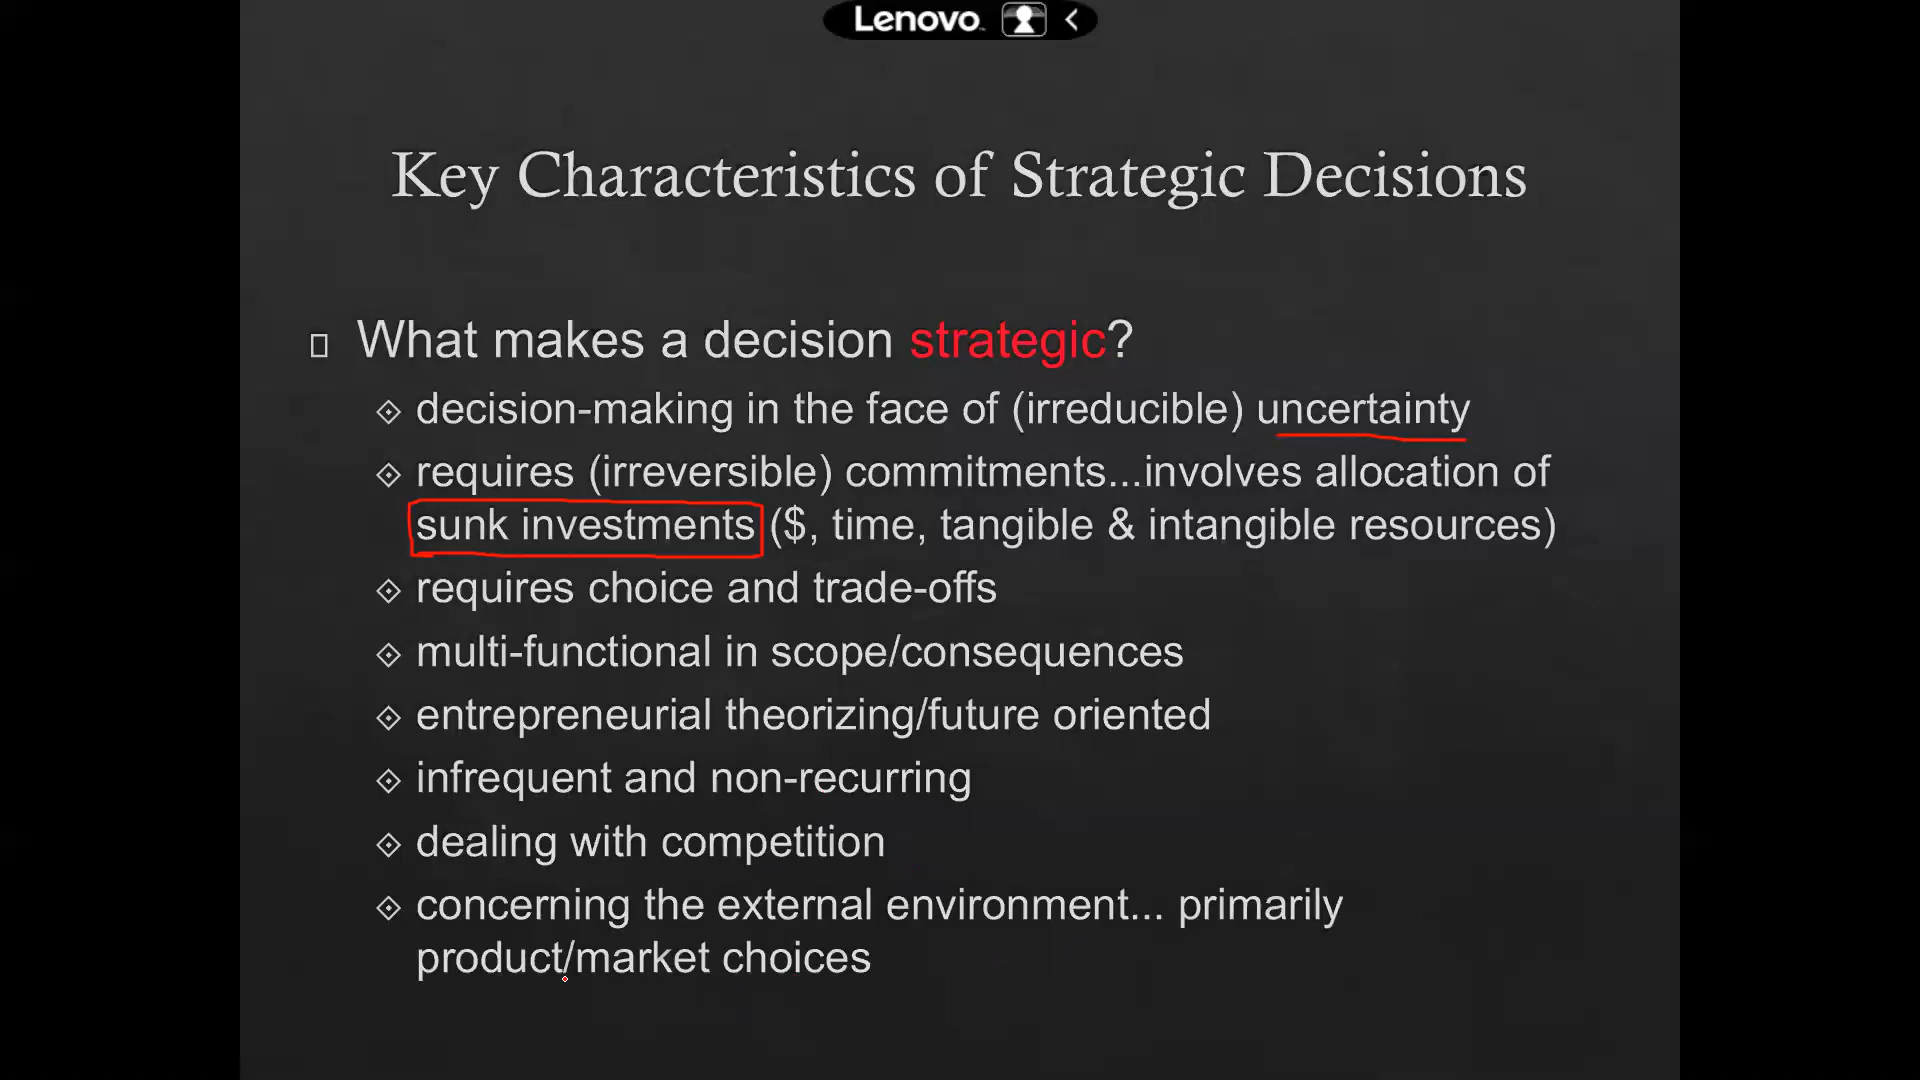 Lenovo
Key Characteristics of Strategic Decisions
What makes a decision strategic?
decision-making in the face of (irreducible) uncertainty
requires (irreversible) commitments...involves allocation of
sunk investments ($, time, tangible & intangible resources)
requires choice and trade-offs
multi-functional in scope/consequences
entrepreneurial theorizing/future oriented
infrequent and non-recurring
dealing with competition
concerning the external environment... primarily
product/market choices